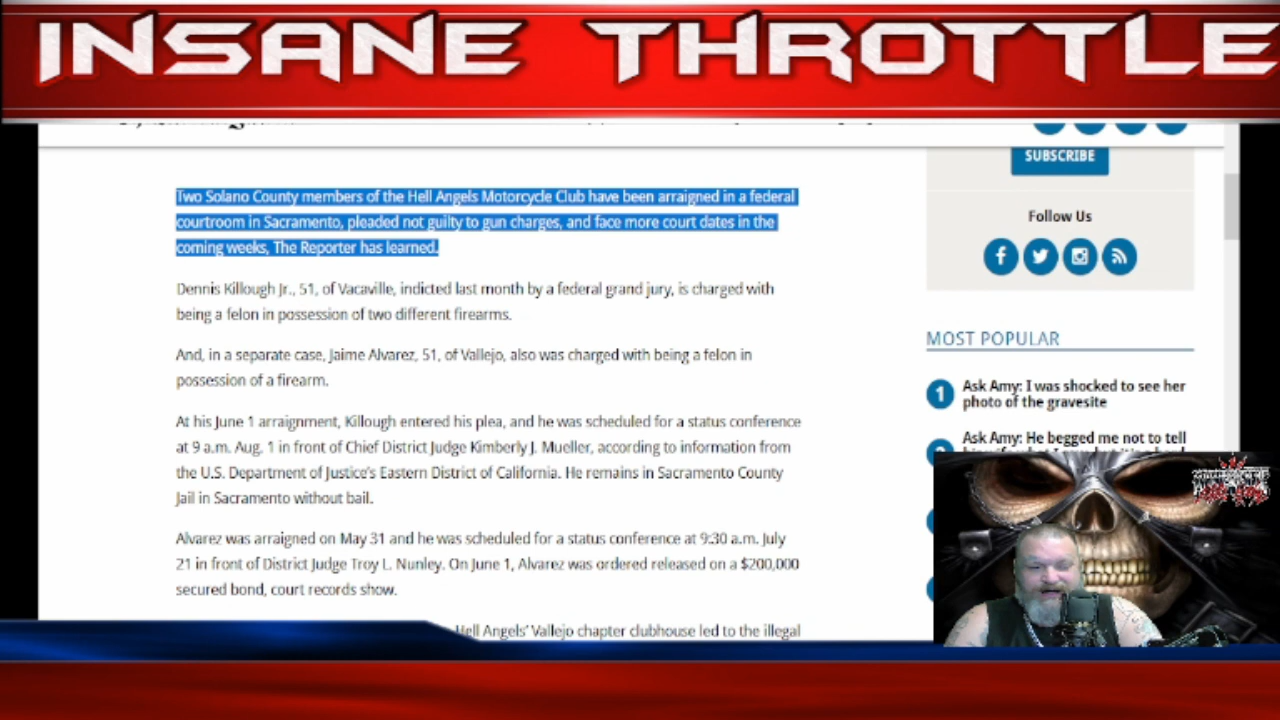 INSANE THROTTLE
SUBSCRIBE
Two Solano County members of the Hell Angels Motorcycle Club have been arraigned in a federal
courtroom in Sacramento, pleaded not guilty to gun charges, and face more court dates in the
coming weeks, The Reporter has learned.
Dennis Killough Jr., 51, of Vacaville, indicted last month by a federal grand jury, is charged with
being a felon in possession of two different firearms.
And, in a separate case, Jaime Alvarez, 51, of Vallejo, also was charged with being a felon in
possession of a firearm.
At his June 1 arraignment, Killough entered his plea, and he was scheduled for a status conference
at 9 a.m. Aug. 1 in front of Chief District Judge Kimberly J. Mueller, according to information from
the U.S. Department of Justice's Eastern District of California. He remains in Sacramento County
Jail in Sacramento without bail.
Alvarez was arraigned on May 31 and he was scheduled for a status conference at 9:30 a.m. July
21 in front of District Judge Troy L. Nunley. On June 1, Alvarez was ordered released on a $200,000
secured bond, court records show.
Hell Angels' Vallejo chapter clubhouse led to the illegal
Follow Us
MOST POPULAR
1
Ask Amy: I was shocked to see her
photo of the gravesite
Ask Amy: He begged me not to tell